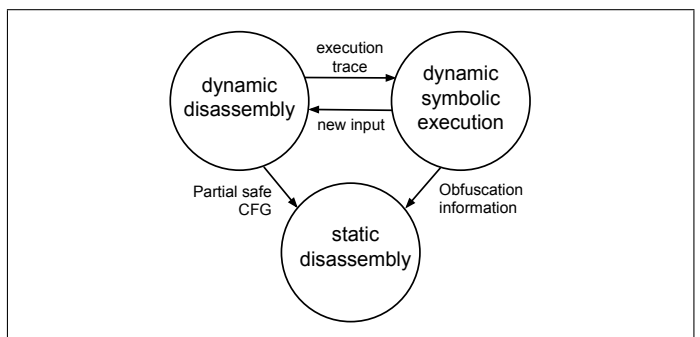 execution
trace
dynamic
disassembly
dynamic
symbolic
execution
new input
Partial safe
CFG
Obfuscation
information
static
disassembly